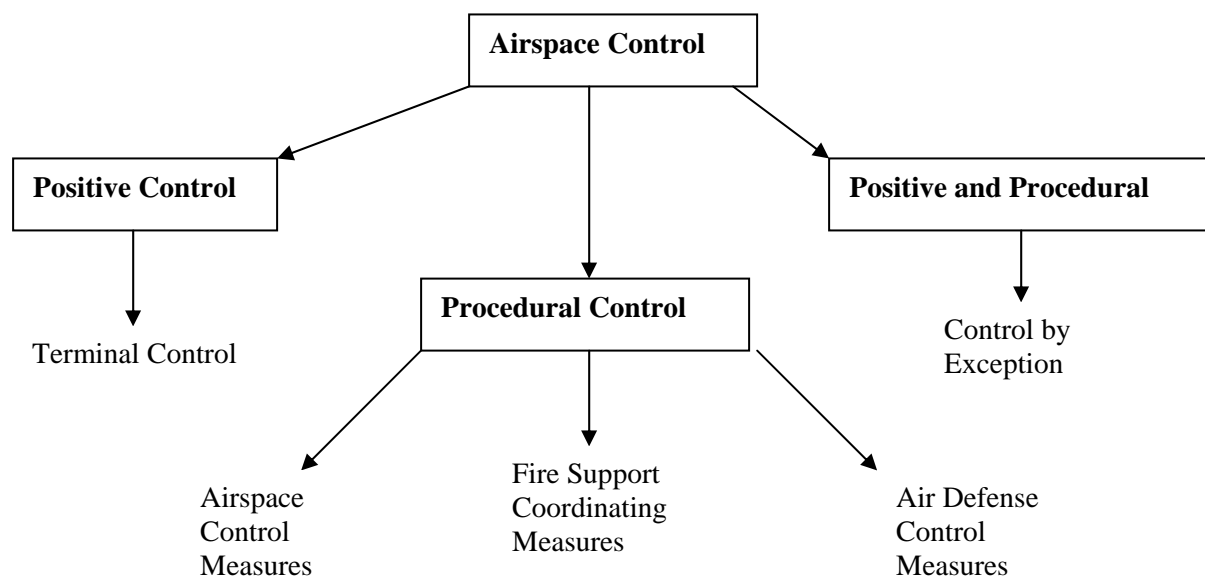 Airspace Control
Positive Control
Positive and Procedural
Terminal Control
Procedural Control
Control by
Exception
Airspace
Control
Measures
Fire Support
Coordinating
Measures
Air Defense
Control
Measures